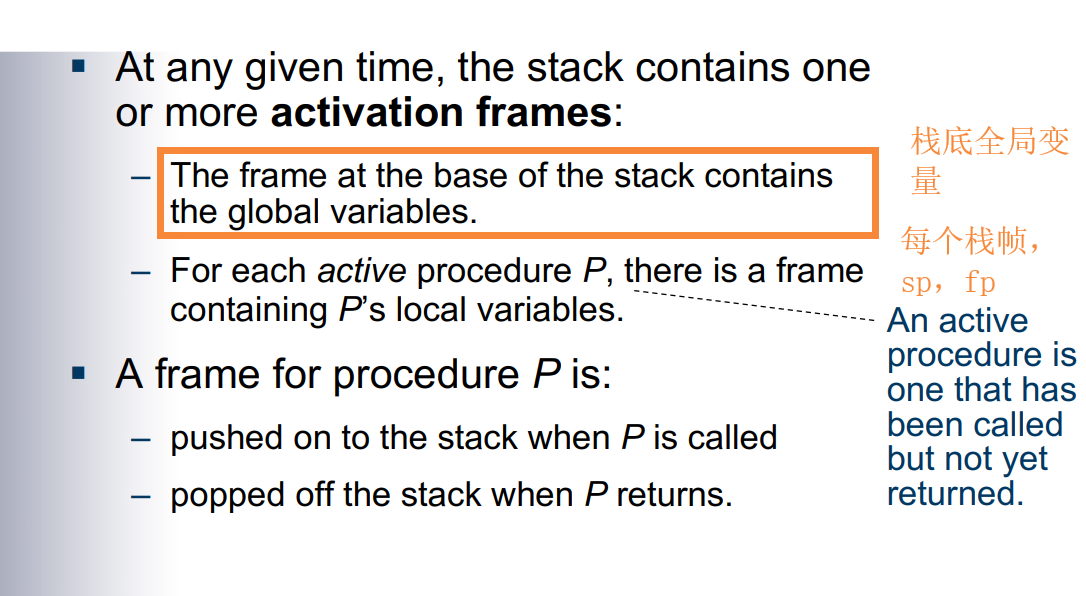 At any given time, the stack contains one
or more activation frames:
– The frame at the base of the stack contains
the global variables.
– For each active procedure P, there is a frame
containing P’s local variables.
A frame for procedure P is:
– pushed on to the stack when P is called
– popped off the stack when P returns.
栈底全局变
量
每个栈帧，
sp，fp
An active
procedure is
one that has
been called
but not yet
returned.